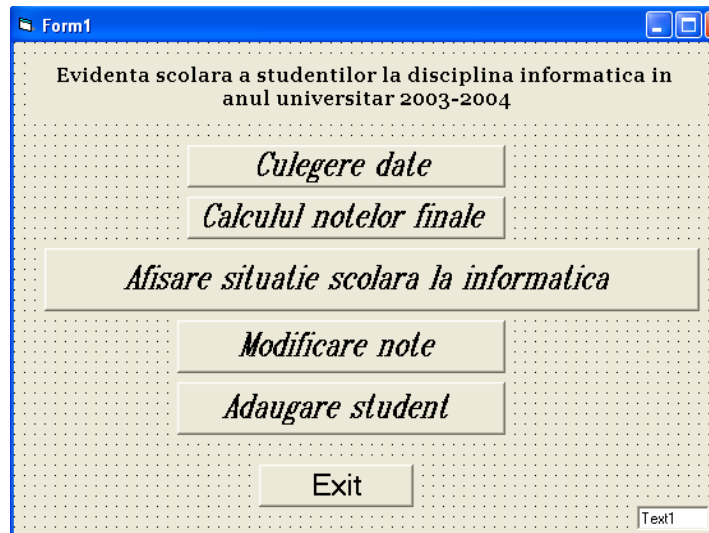 Form1
Evidenta scolara a studentilor la disciplina informatica in
anul universitar 2003-2004
Culegere date
Calculul notelor finale
Afisare situatie scolara la informatica
Modificare note
Adaugare student
Exit
Text1